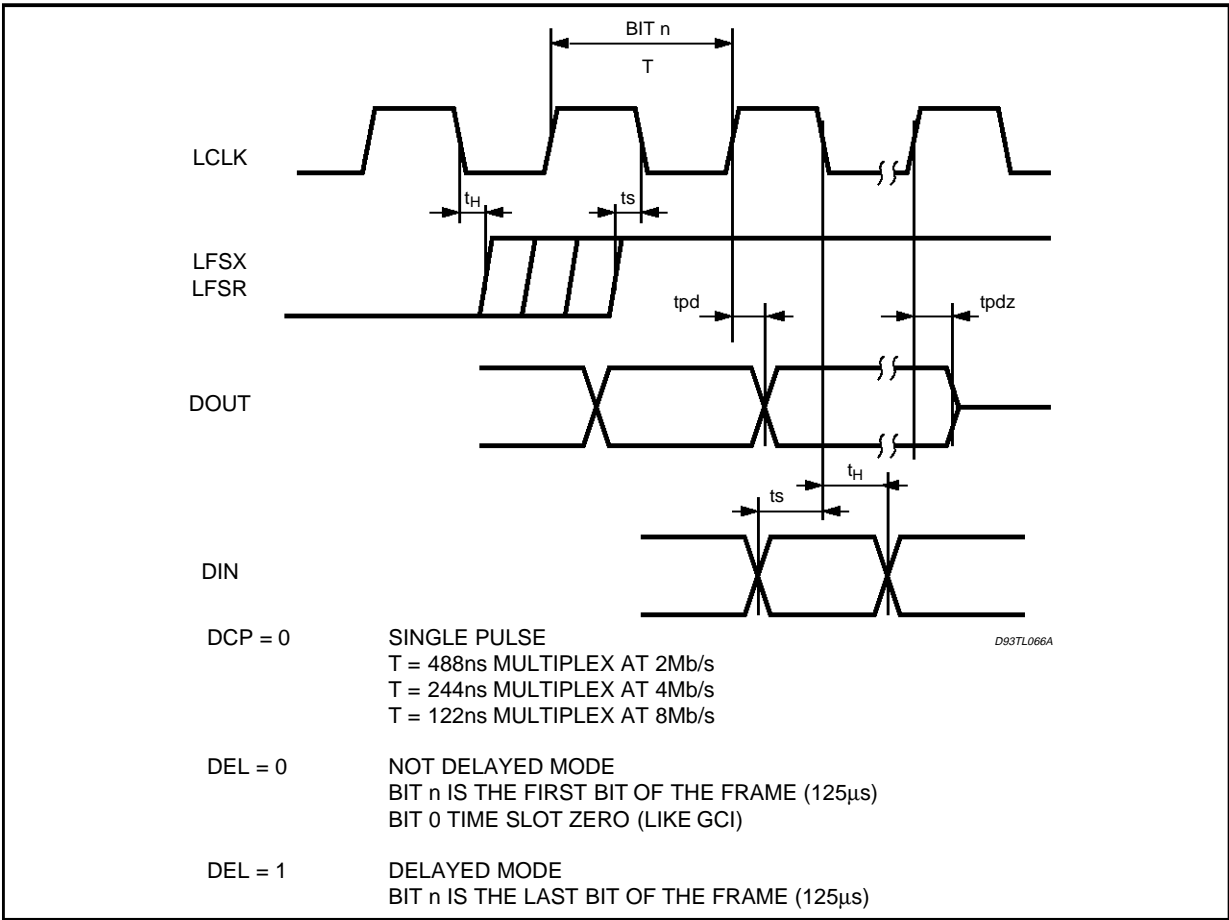 BIT n
T
LCLK
tH
ts
LFSX
LFSR
tpd
tpdz
DOUT
tH
ts
DIN
D93TL066A
DCP = 0 SINGLE PULSE
T = 488ns MULTIPLEX AT 2Mb/s
T = 244ns MULTIPLEX AT 4Mb/s
T = 122ns MULTIPLEX AT 8Mb/s
DEL = 0 NOT DELAYED MODE
BIT n IS THE FIRST BIT OF THE FRAME (125µs)
BIT 0 TIME SLOT ZERO (LIKE GCI)
DEL = 1 DELAYED MODE
BIT n IS THE LAST BIT OF THE FRAME (125µs)